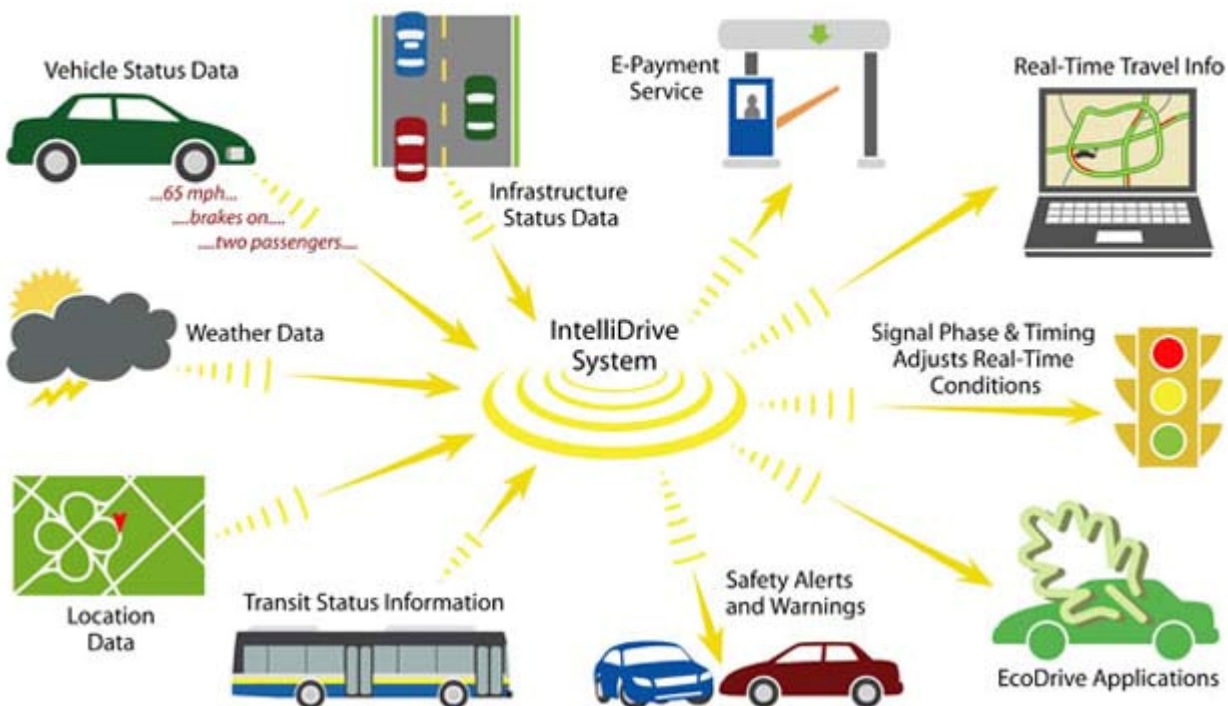 Vehicle Status Data
...65 mph...
....brakes on....
....two passengers....
Infrastructure
Status Data
E-Payment
Service
Real-Time Travel Info
Weather Data
IntelliDrive
System
Signal Phase & Timing
Adjusts Real-Time
Conditions
Location
Data
Transit Status Information
Safety Alerts
and Warnings
EcoDrive Applications